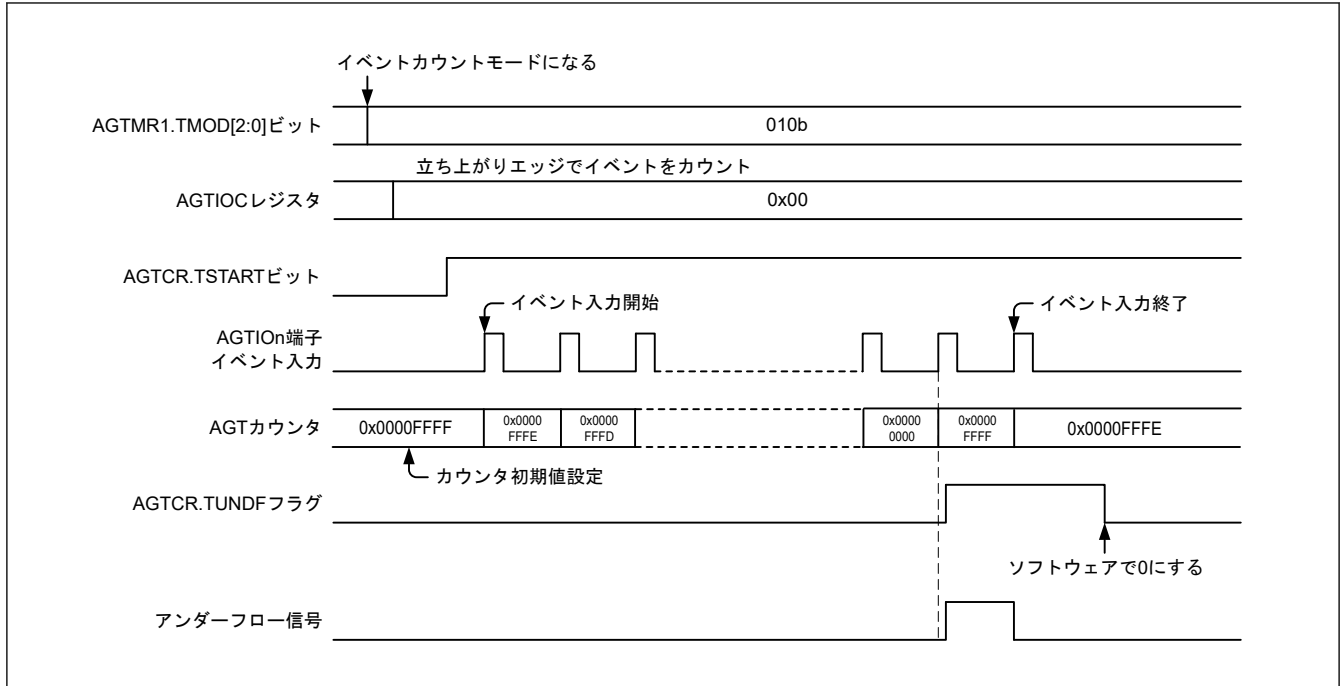 イベントカウントモードになる
AGTMR1.TMOD[2:0]ビット
010b
立ち上がりエッジでイベントをカウント
AGTIOCレジスタ
0x00
AGTCR.TSTARTビット
イベント入力開始
イベント入力終了
AGTIOn端子
イベント入力
AGTカウンタ
0x0000FFFF
0x0000
FFFE
0x0000
FFFD
0x0000
0000
0x0000
FFFF
0x0000FFFE
カウンタ初期値設定
AGTCR.TUNDFフラグ
ソフトウェアで0にする
アンダーフロー信号